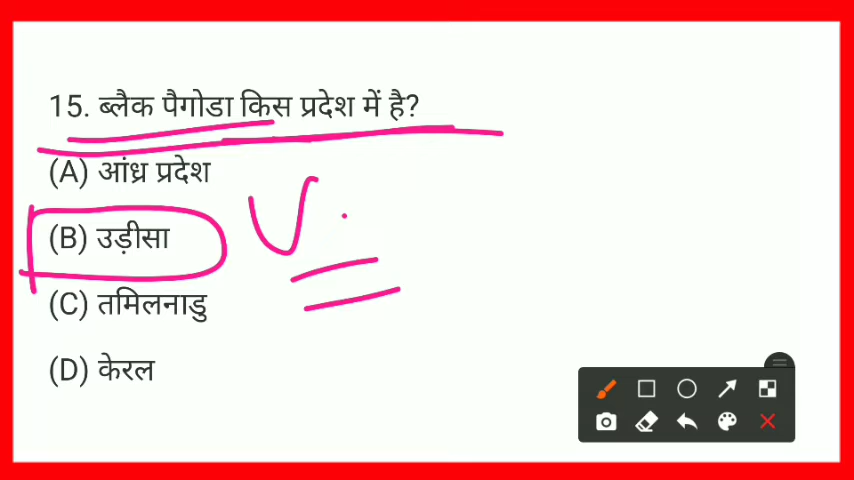 15. ब्लैक पैगोडा किस प्रदेश में है?
(A) आंध्र प्रदेश
(B) उड़ीसा
(C) तमिलनाडु
(D) केरल